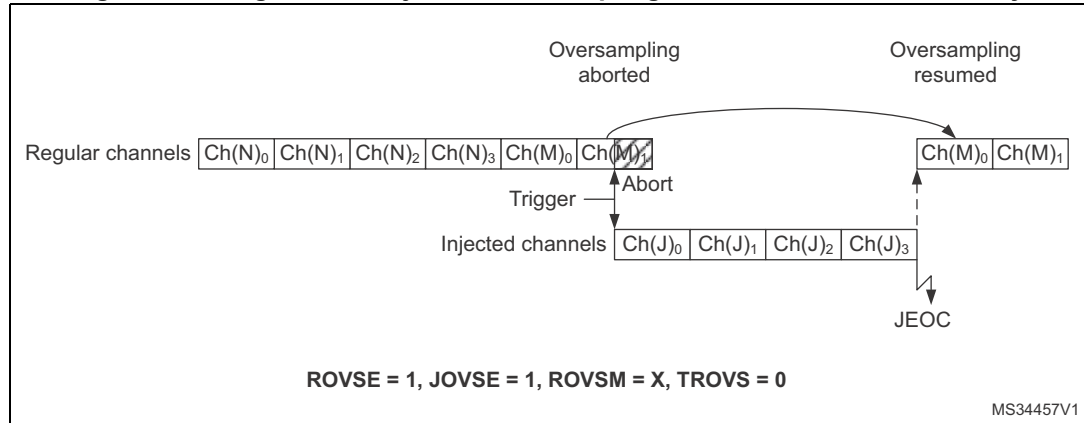 Oversampling aborted
Oversampling resumed
Regular channels Ch(N)₀ Ch(N)₁ Ch(N)₂ Ch(N)₃ Ch(M)₀ Ch(M)₁ Ch(M)₀ Ch(M)₁
Abort
Trigger
Injected channels Ch(J)₀ Ch(J)₁ Ch(J)₂ Ch(J)₃
JEOC
ROVSE = 1, JOVSE = 1, ROVSM = X, TROVS = 0
MS34457V1